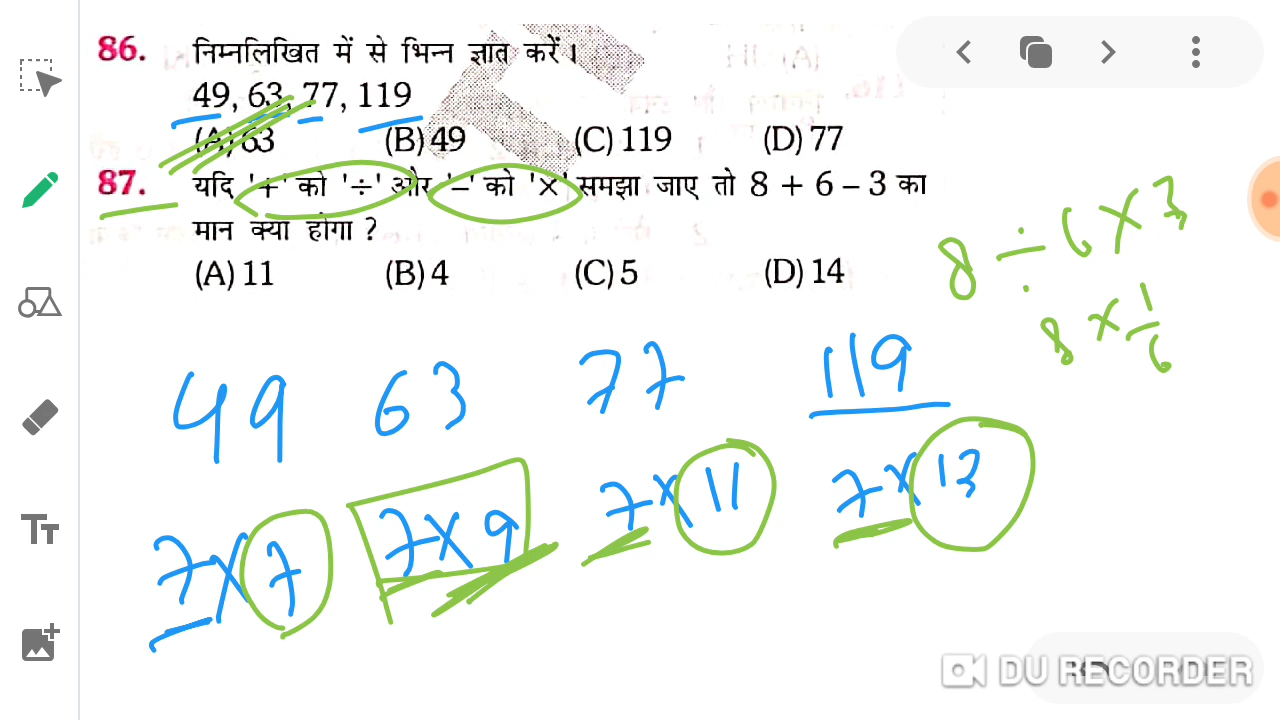 86. निम्नलिखित में से भिन्न ज्ञात करें।
49, 63, 77, 119
(A) 63 (B) 49 (C) 119 (D) 77
87. यदि '+' को '÷' और '–' को '×' समझा जाए तो 8 + 6 – 3 का
मान क्या होगा ?
(A) 11 (B) 4 (C) 5 (D) 14
8 ÷ 6 × 3
8 × 1/6
49 63 77 119
7×7 7×9 7×11 7×13
Tт
DU RECORDER